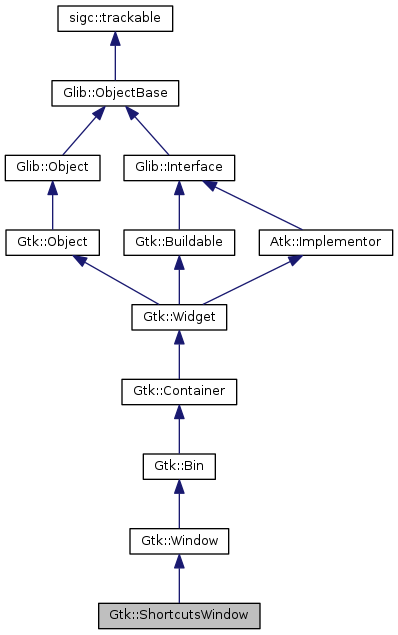 sigc::trackable
Glib::ObjectBase
Glib::Object
Glib::Interface
Gtk::Object
Gtk::Buildable
Atk::Implementor
Gtk::Widget
Gtk::Container
Gtk::Bin
Gtk::Window
Gtk::ShortcutsWindow